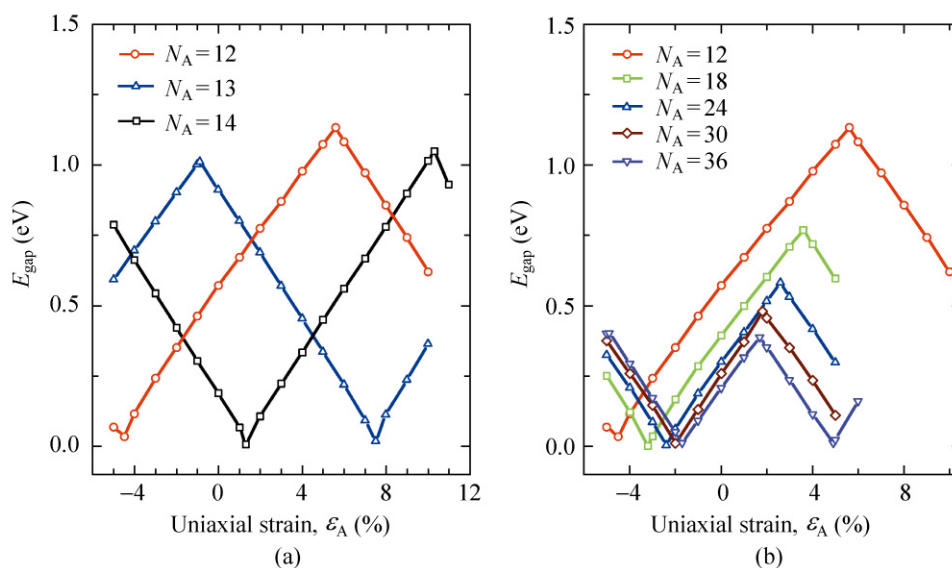 1.5
1.0
0.5
0.0
E_gap (eV)
N_A = 12
N_A = 13
N_A = 14
−4 0 4 8 12
Uniaxial strain, ε_A (%)
(a)
1.5
1.0
0.5
0.0
E_gap (eV)
N_A = 12
N_A = 18
N_A = 24
N_A = 30
N_A = 36
−4 0 4 8
Uniaxial strain, ε_A (%)
(b)